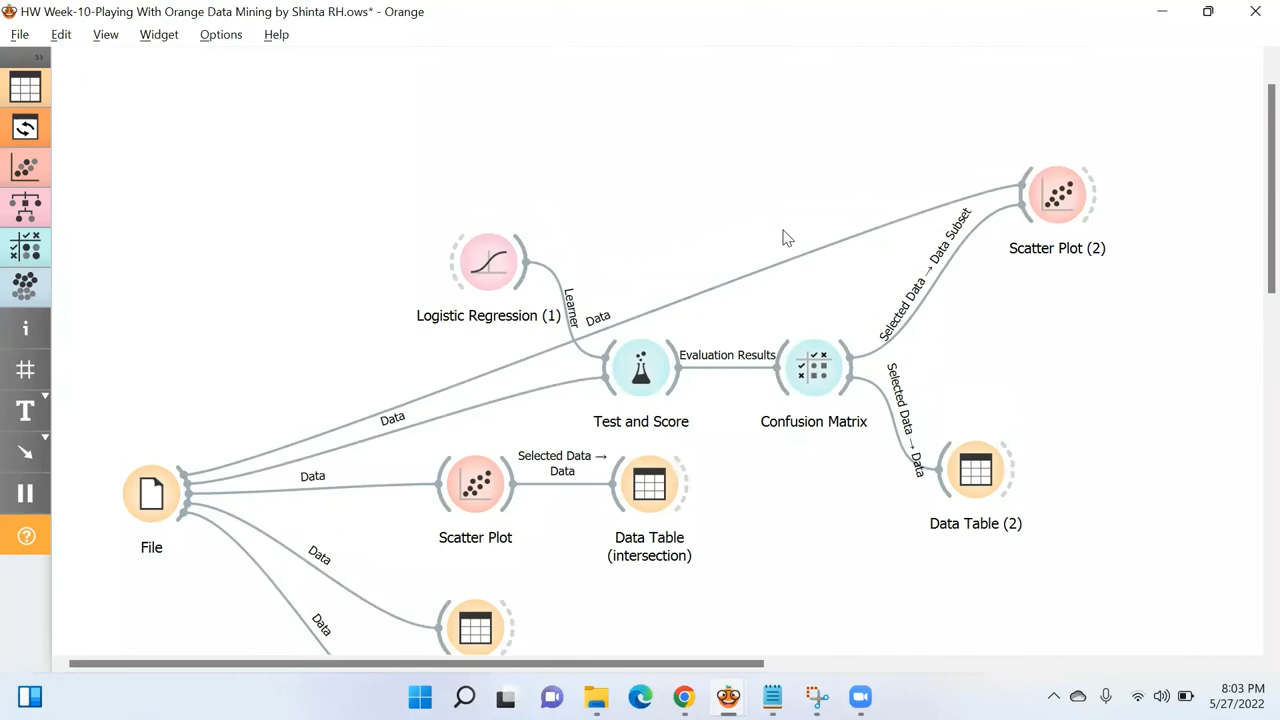 HW Week-10-Playing With Orange Data Mining by Shinta RH.ows* - Orange
File Edit View Widget Options Help
Scatter Plot (2)
Logistic Regression (1)
Learner
Data
Selected Data → Data Subset
Evaluation Results
Test and Score
Confusion Matrix
Selected Data → Data
Data
Data
Selected Data →
Data
File
Scatter Plot
Data Table
(intersection)
Data Table (2)
Data
Data
8:03 PM
5/27/2022